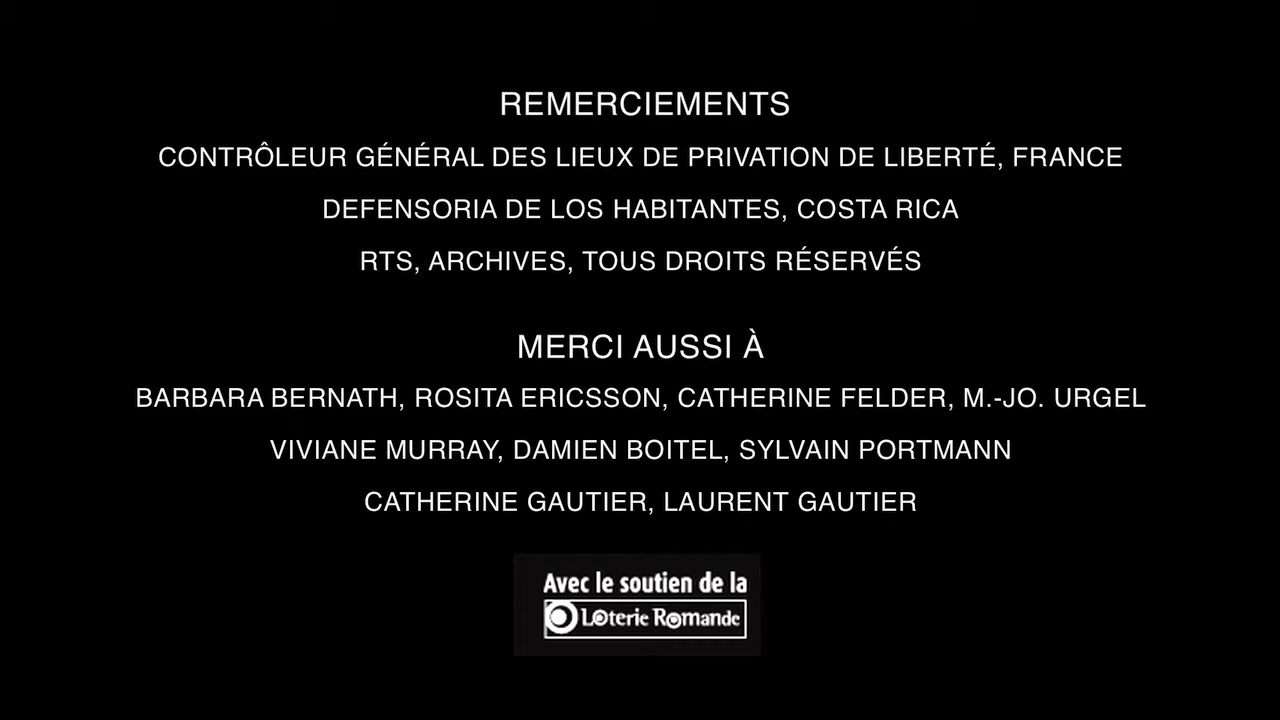 REMERCIEMENTS
CONTRÔLEUR GÉNÉRAL DES LIEUX DE PRIVATION DE LIBERTÉ, FRANCE
DEFENSORIA DE LOS HABITANTES, COSTA RICA
RTS, ARCHIVES, TOUS DROITS RÉSERVÉS
MERCI AUSSI À
BARBARA BERNATH, ROSITA ERICSSON, CATHERINE FELDER, M.-JO. URGEL
VIVIANE MURRAY, DAMIEN BOITEL, SYLVAIN PORTMANN
CATHERINE GAUTIER, LAURENT GAUTIER
Avec le soutien de la
Loterie Romande